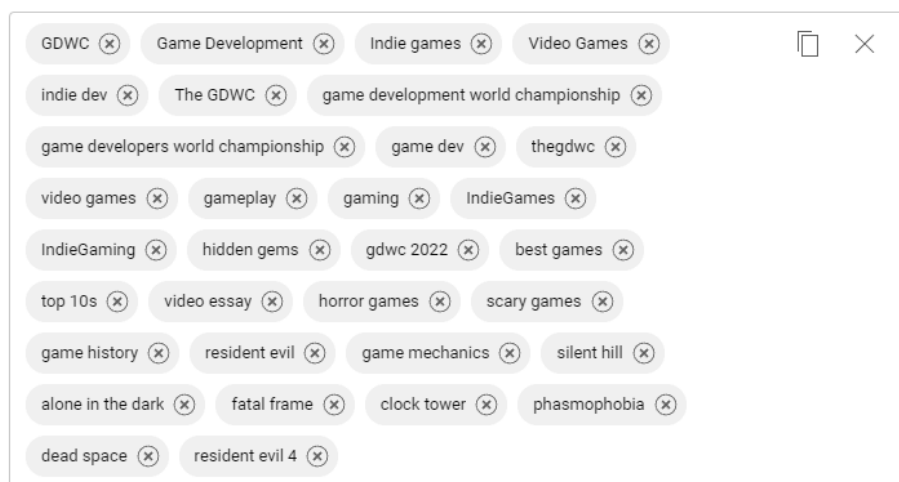 GDWC Game Development Indie games Video Games
indie dev The GDWC game development world championship
game developers world championship game dev thegdwc
video games gameplay gaming IndieGames
IndieGaming hidden gems gdwc 2022 best games
top 10s video essay horror games scary games
game history resident evil game mechanics silent hill
alone in the dark fatal frame clock tower phasmophobia
dead space resident evil 4